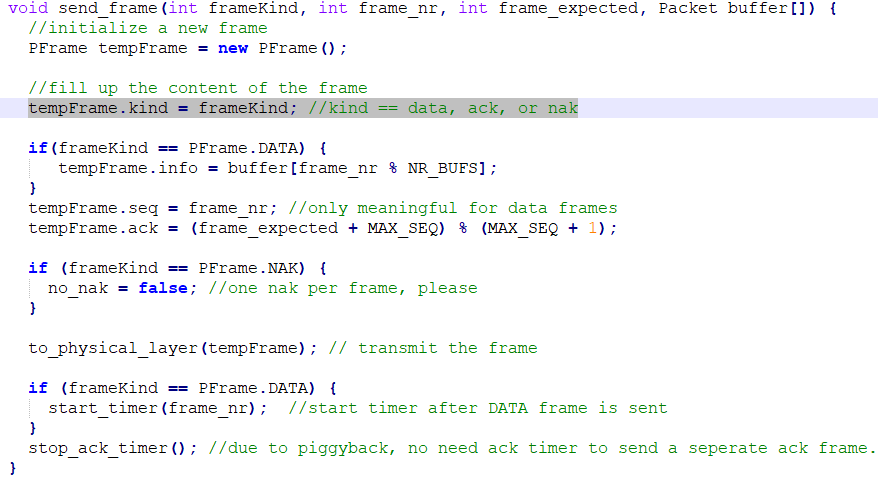 void send_frame(int frameKind, int frame_nr, int frame_expected, Packet buffer[]) {
//initialize a new frame
PFrame tempFrame = new PFrame();
//fill up the content of the frame
tempFrame.kind = frameKind; //kind == data, ack, or nak
if(frameKind == PFrame.DATA) {
tempFrame.info = buffer[frame_nr % NR_BUFS];
}
tempFrame.seq = frame_nr; //only meaningful for data frames
tempFrame.ack = (frame_expected + MAX_SEQ) % (MAX_SEQ + 1);
if (frameKind == PFrame.NAK) {
no_nak = false; //one nak per frame, please
}
to_physical_layer(tempFrame); // transmit the frame
if (frameKind == PFrame.DATA) {
start_timer(frame_nr); //start timer after DATA frame is sent
}
stop_ack_timer(); //due to piggyback, no need ack timer to send a seperate ack frame.
}